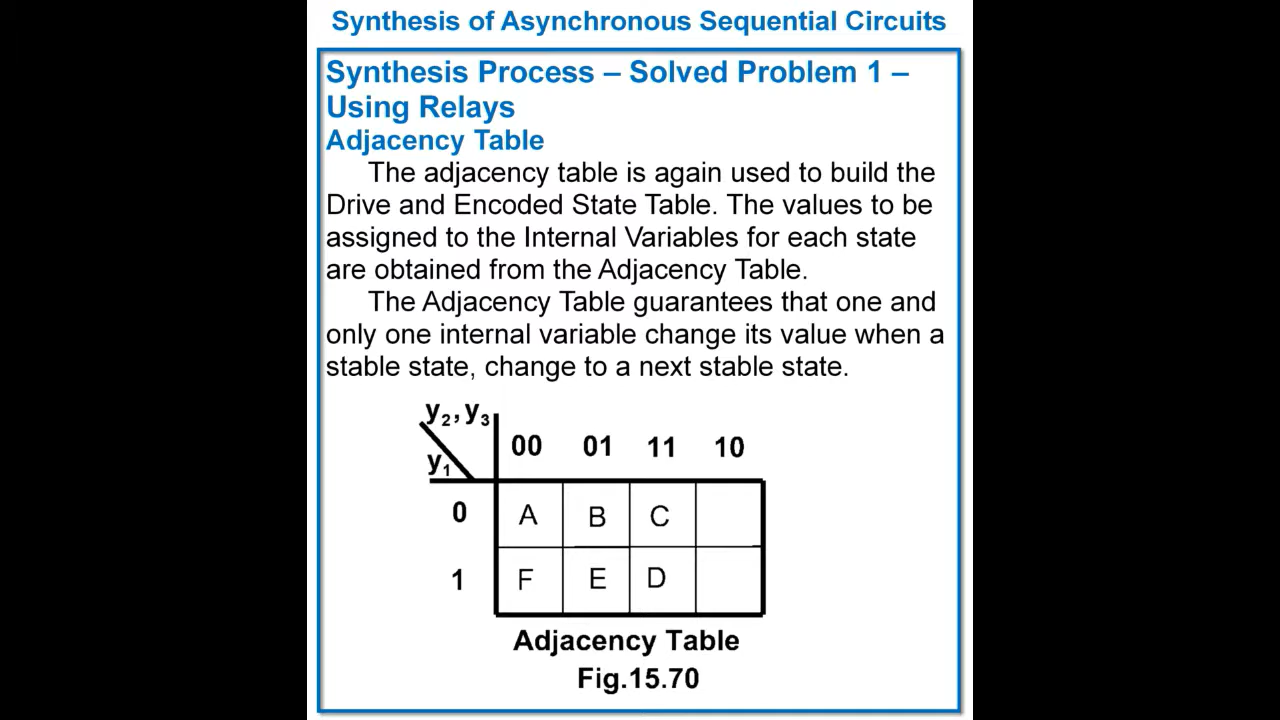 Synthesis of Asynchronous Sequential Circuits
Synthesis Process – Solved Problem 1 –
Using Relays
Adjacency Table
The adjacency table is again used to build the
Drive and Encoded State Table. The values to be
assigned to the Internal Variables for each state
are obtained from the Adjacency Table.
The Adjacency Table guarantees that one and
only one internal variable change its value when a
stable state, change to a next stable state.
y₂,y₃
y₁
00 01 11 10
0 A B C
1 F E D
Adjacency Table
Fig.15.70